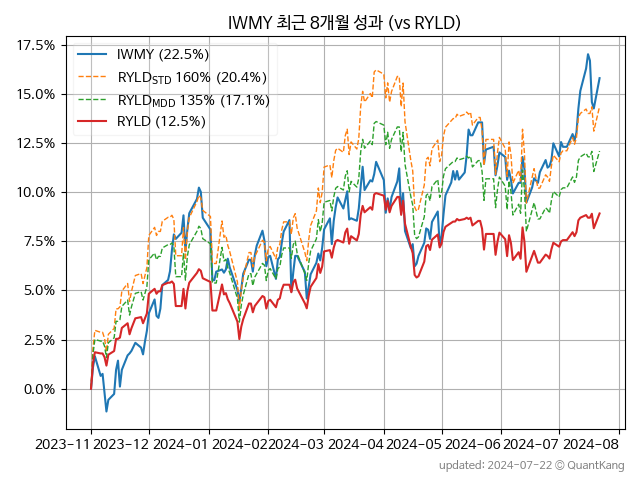 IWMY 최근 8개월 성과 (vs RYLD)
17.5%
15.0%
12.5%
10.0%
7.5%
5.0%
2.5%
0.0%
IWMY (22.5%)
RYLD_STD 160% (20.4%)
RYLD_MDD 135% (17.1%)
RYLD (12.5%)
2023-11 2023-12 2024-01 2024-02 2024-03 2024-04 2024-05 2024-06 2024-07 2024-08
updated: 2024-07-22 © QuantKang